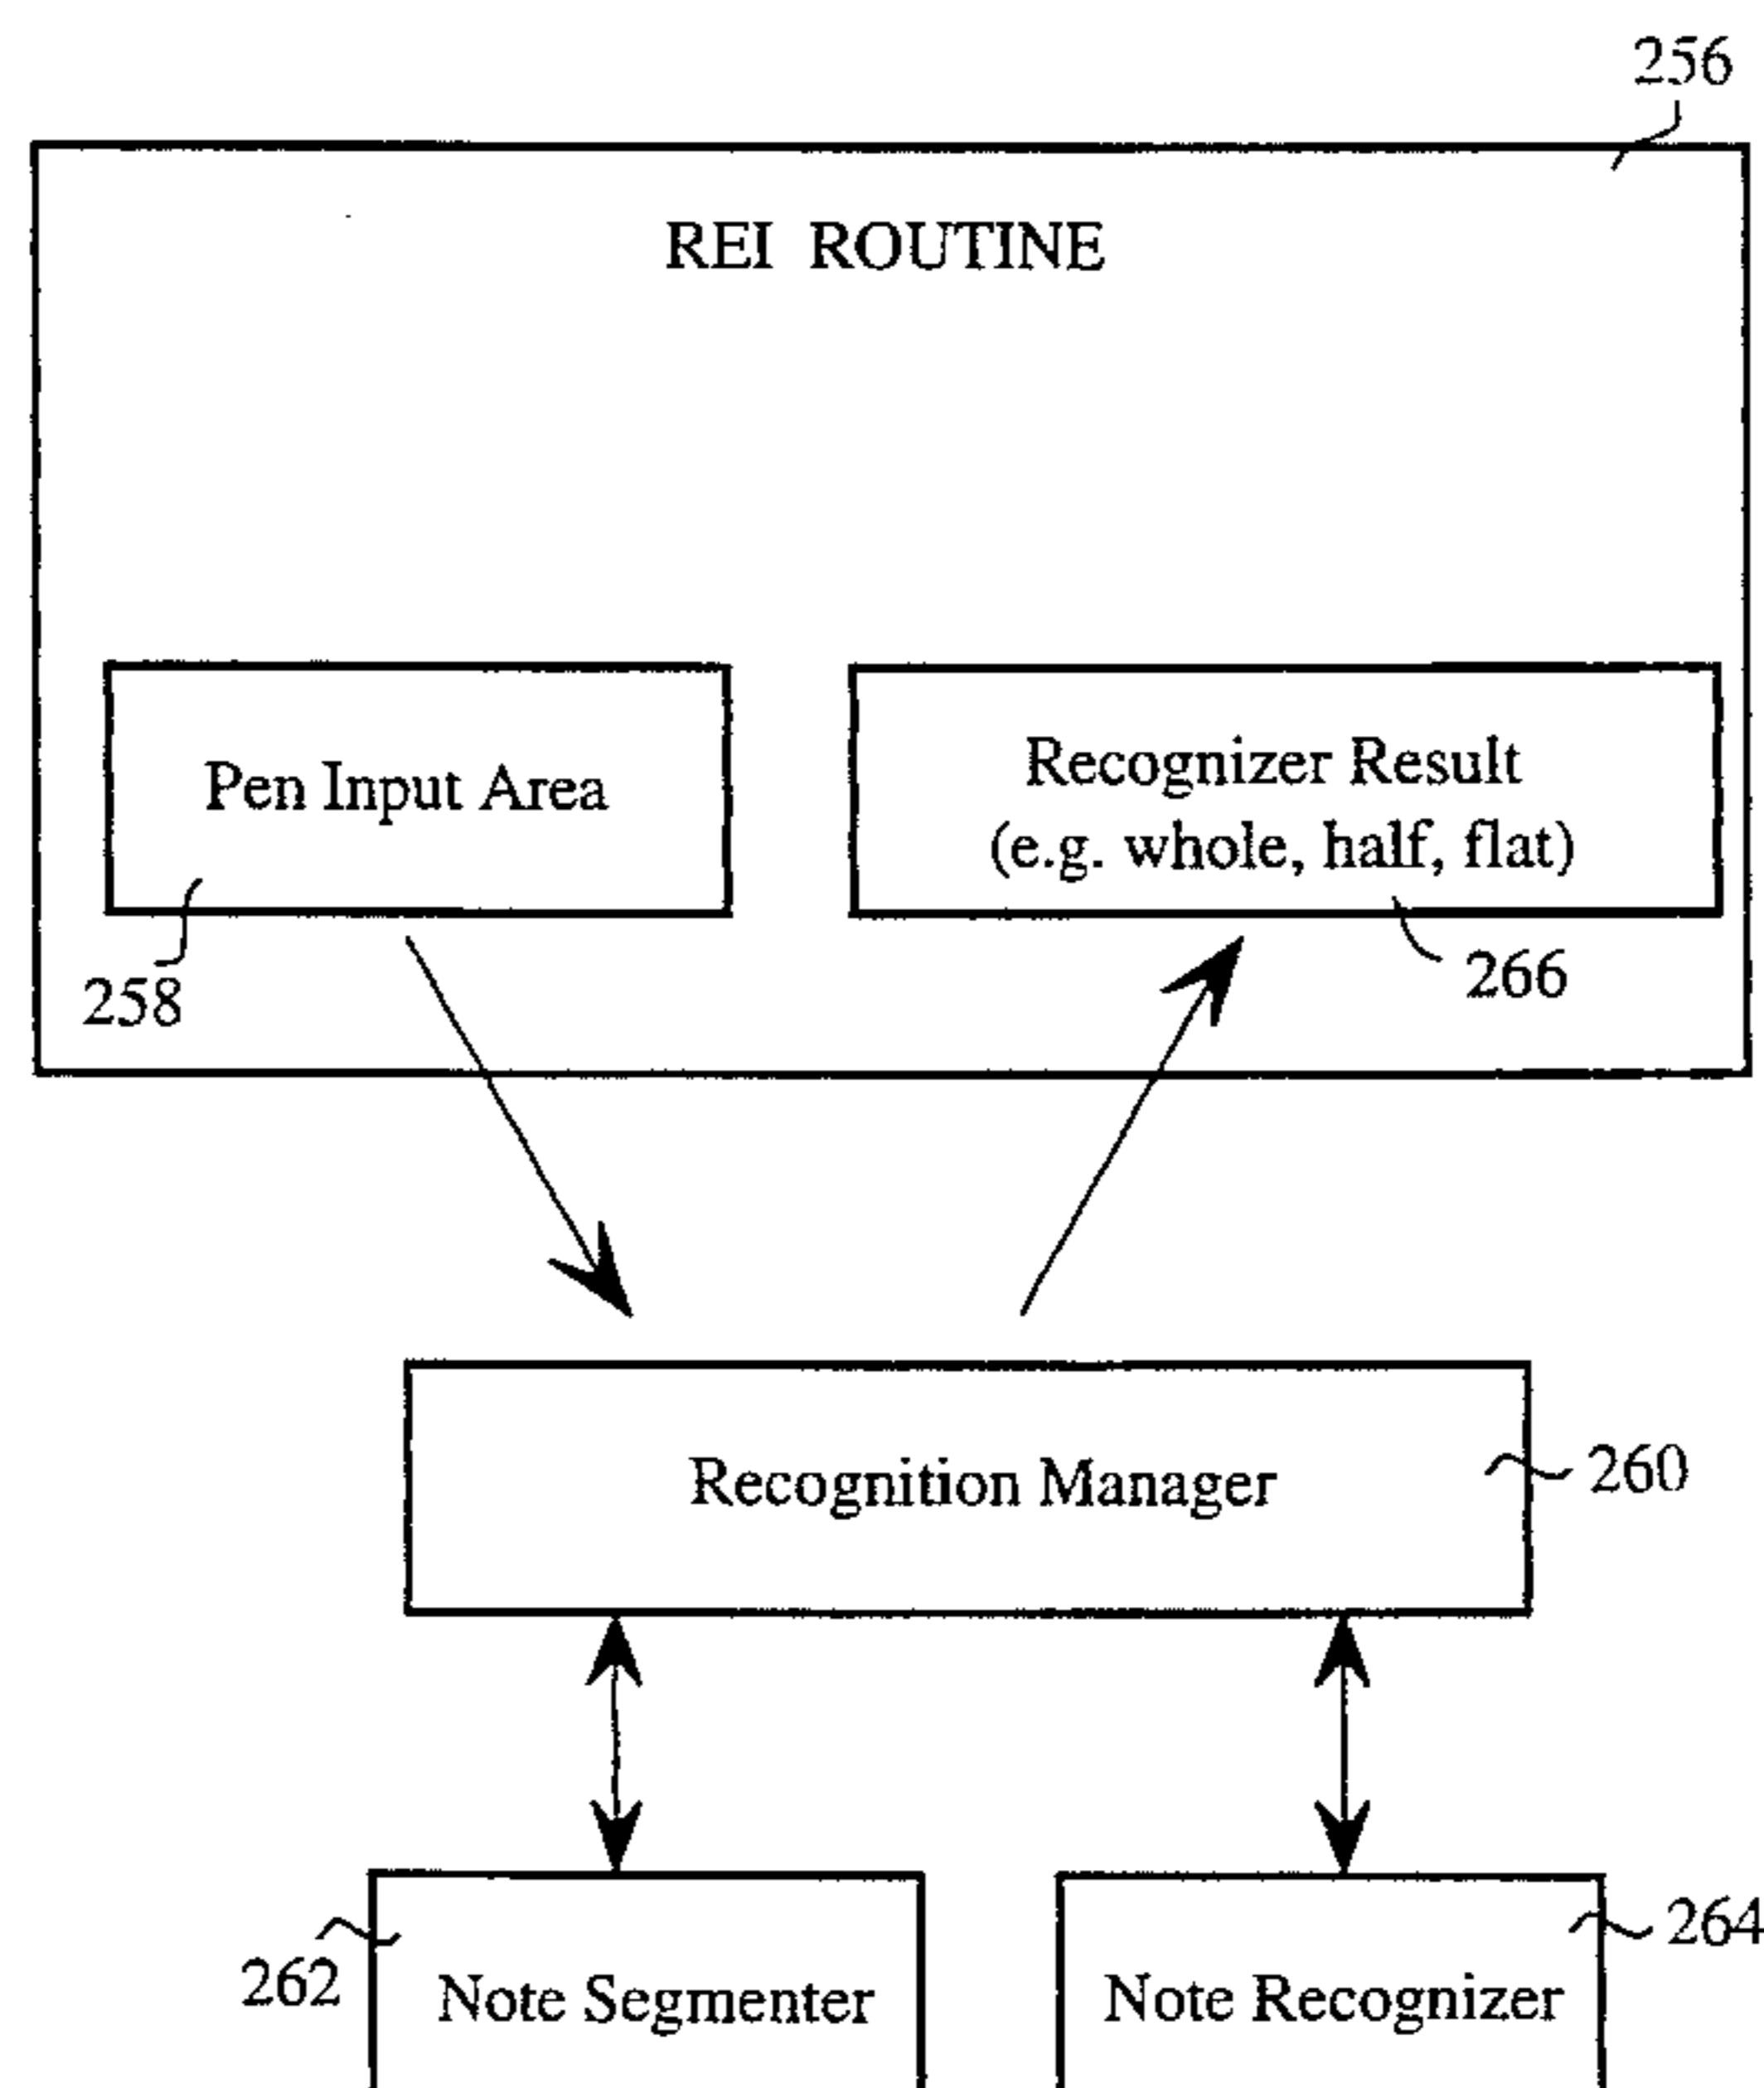 256
REI ROUTINE
Pen Input Area
Recognizer Result
(e.g. whole, half, flat)
258
266
Recognition Manager
260
262
Note Segmenter
Note Recognizer
264